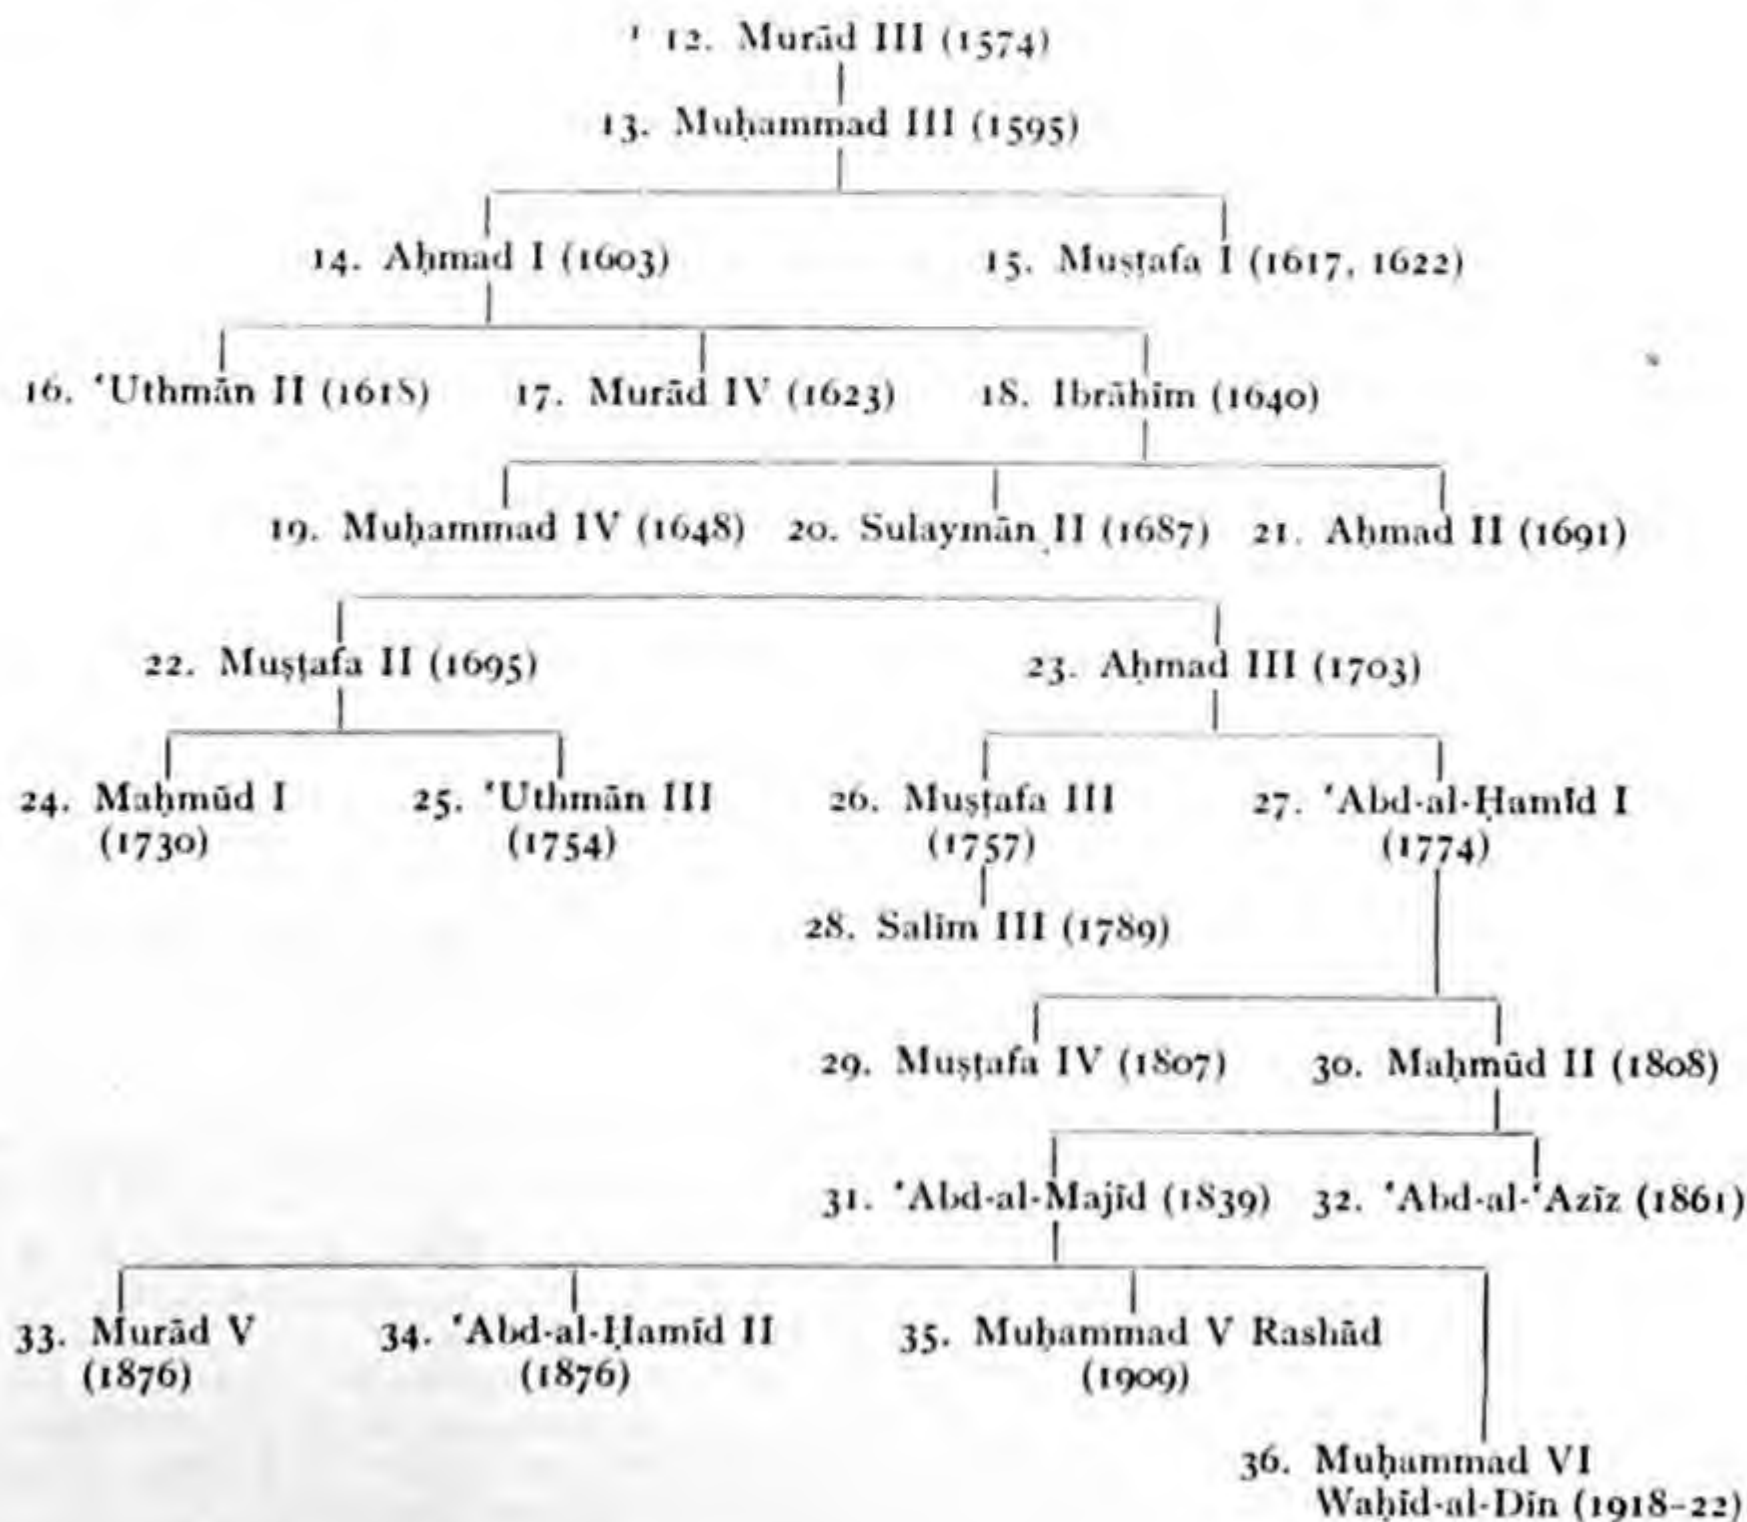 12. Murād III (1574)
13. Muḥammad III (1595)
14. Aḥmad I (1603) 15. Muṣṭafa I (1617, 1622)
16. ‘Uthmān II (1618) 17. Murād IV (1623) 18. Ibrāhīm (1640)
19. Muḥammad IV (1648) 20. Sulaymān II (1687) 21. Aḥmad II (1691)
22. Muṣṭafa II (1695) 23. Aḥmad III (1703)
24. Maḥmūd I 25. ‘Uthmān III 26. Muṣṭafa III 27. ‘Abd-al-Ḥamīd I
(1730) (1754) (1757) (1774)
28. Salīm III (1789)
29. Muṣṭafa IV (1807) 30. Maḥmūd II (1808)
31. ‘Abd-al-Majīd (1839) 32. ‘Abd-al-‘Azīz (1861)
33. Murād V 34. ‘Abd-al-Ḥamīd II 35. Muḥammad V Rashād
(1876) (1876) (1909)
36. Muḥammad VI
Waḥīd-al-Dīn (1918-22)